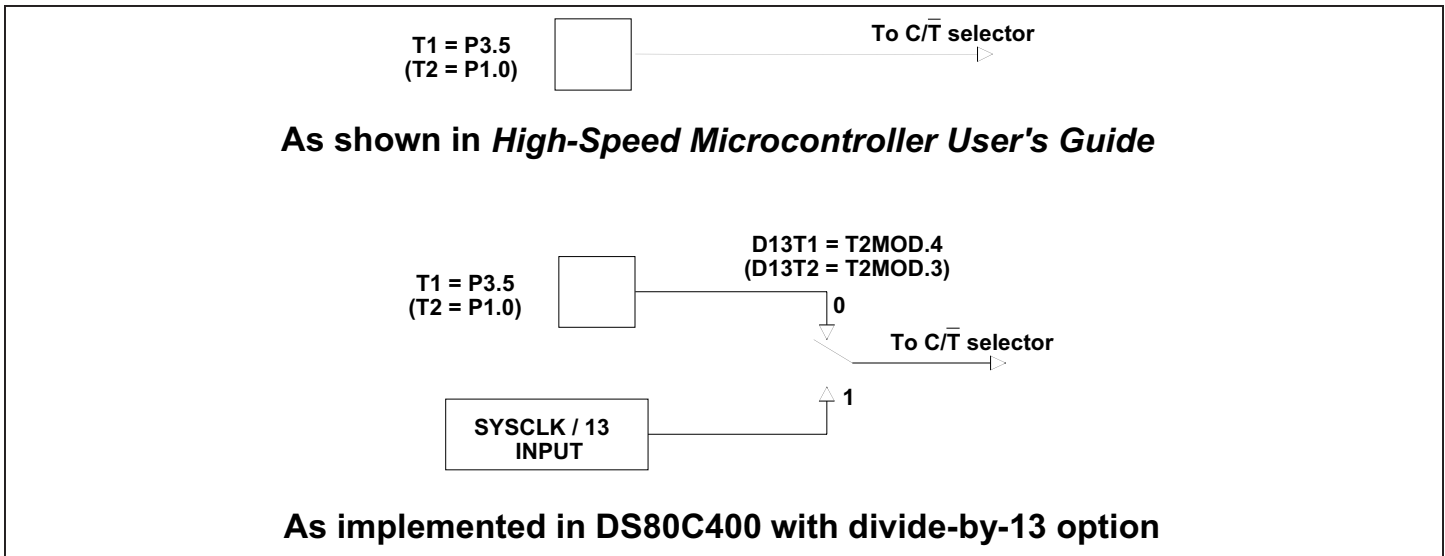 T1 = P3.5
(T2 = P1.0)
To C/T̅ selector
As shown in High-Speed Microcontroller User's Guide
D13T1 = T2MOD.4
(D13T2 = T2MOD.3)
T1 = P3.5
(T2 = P1.0)
0
To C/T̅ selector
1
SYSCLK / 13
INPUT
As implemented in DS80C400 with divide-by-13 option